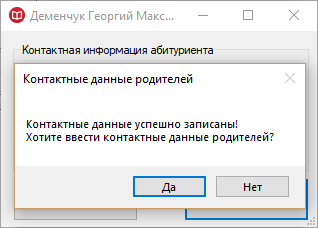 Деменчук Георгий Макс...
Контактная информация абитуриента
Контактные данные родителей
Контактные данные успешно записаны!
Хотите ввести контактные данные родителей?
Да
Нет